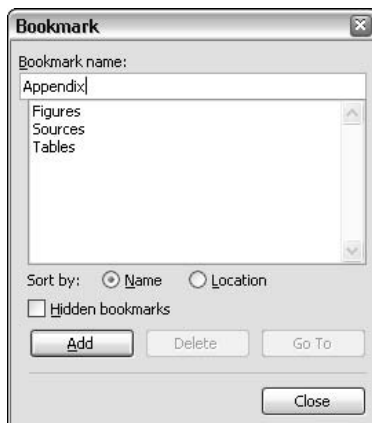 Bookmark
Bookmark name:
Appendix
Figures
Sources
Tables
Sort by: Name Location
Hidden bookmarks
Add Delete Go To
Close